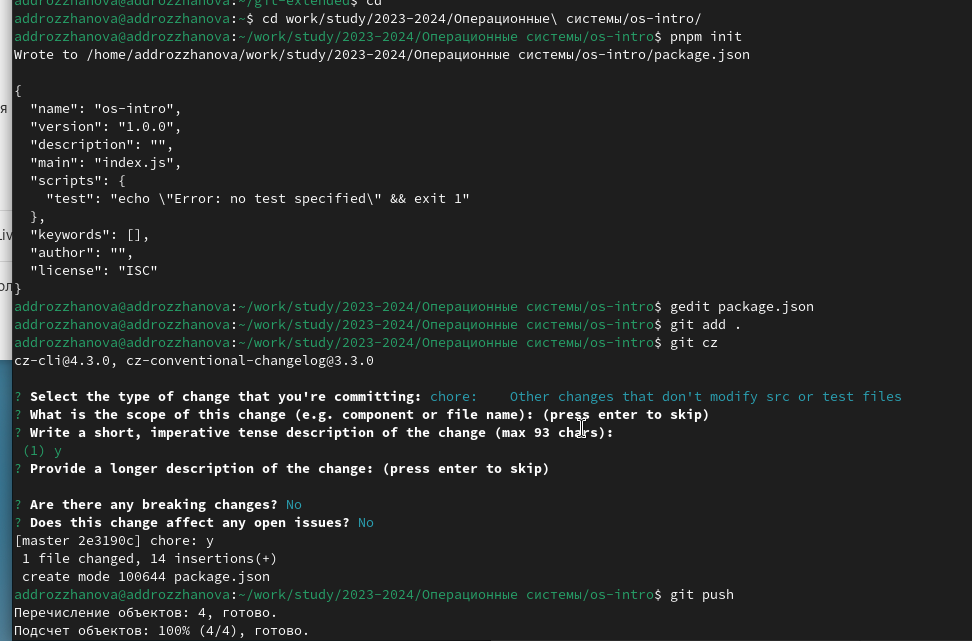 addrozzhanova@addrozzhanova:~/git-extended$ cd
addrozzhanova@addrozzhanova:~$ cd work/study/2023-2024/Операционные\ системы/os-intro/
addrozzhanova@addrozzhanova:~/work/study/2023-2024/Операционные системы/os-intro$ pnpm init
Wrote to /home/addrozzhanova/work/study/2023-2024/Операционные системы/os-intro/package.json
{
  "name": "os-intro",
я
  "version": "1.0.0",
  "description": "",
  "main": "index.js",
  "scripts": {
    "test": "echo \"Error: no test specified\" && exit 1"
  },
  "keywords": [],
  "author": "",
  "license": "ISC"
}
addrozzhanova@addrozzhanova:~/work/study/2023-2024/Операционные системы/os-intro$ gedit package.json
addrozzhanova@addrozzhanova:~/work/study/2023-2024/Операционные системы/os-intro$ git add .
addrozzhanova@addrozzhanova:~/work/study/2023-2024/Операционные системы/os-intro$ git cz
cz-cli@4.3.0, cz-conventional-changelog@3.3.0
? Select the type of change that you're committing: chore:    Other changes that don't modify src or test files
? What is the scope of this change (e.g. component or file name): (press enter to skip)
? Write a short, imperative tense description of the change (max 93 chars):
 (1) y
? Provide a longer description of the change: (press enter to skip)
? Are there any breaking changes? No
? Does this change affect any open issues? No
[master 2e3190c] chore: y
 1 file changed, 14 insertions(+)
 create mode 100644 package.json
addrozzhanova@addrozzhanova:~/work/study/2023-2024/Операционные системы/os-intro$ git push
Перечисление объектов: 4, готово.
Подсчет объектов: 100% (4/4), готово.